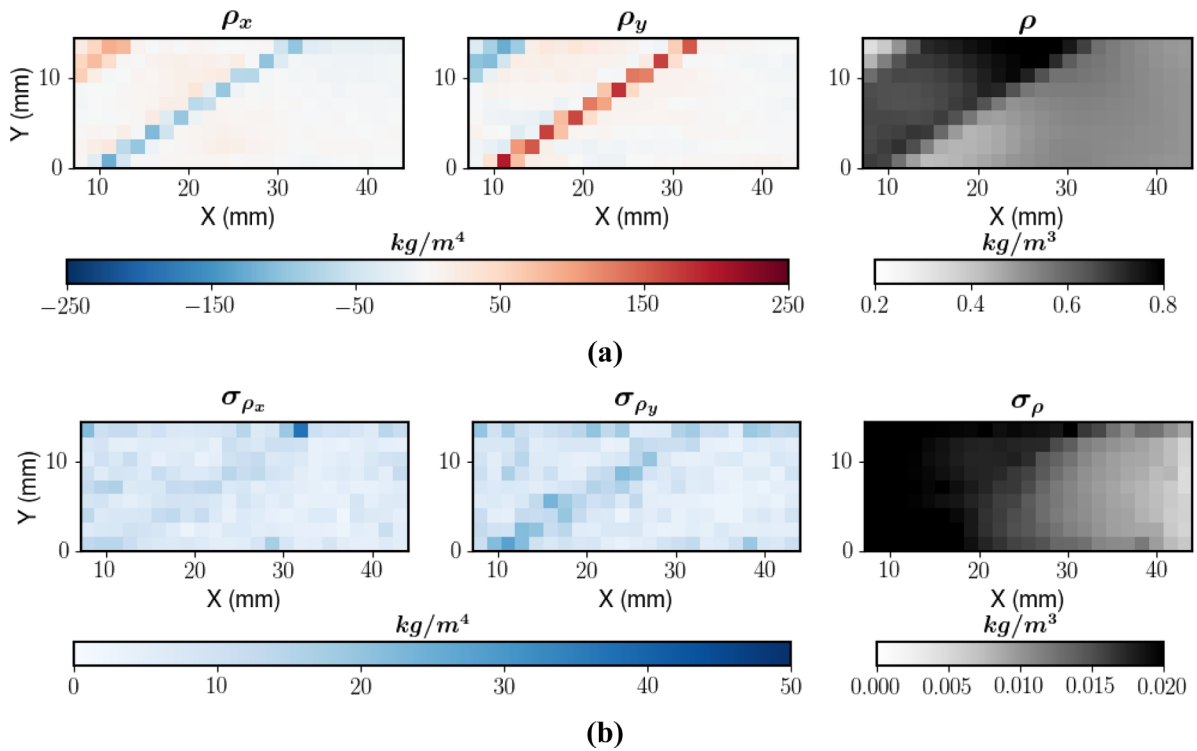 ρx ρy ρ
Y (mm)
10
0
10 20 30 40 10 20 30 40 10 20 30 40
X (mm) X (mm) X (mm)
kg/m⁴ kg/m³
−250 −150 −50 50 150 250 0.2 0.4 0.6 0.8
(a)
σρx σρy σρ
Y (mm)
10
0
10 20 30 40 10 20 30 40 10 20 30 40
X (mm) X (mm) X (mm)
kg/m⁴ kg/m³
0 10 20 30 40 50 0.000 0.005 0.010 0.015 0.020
(b)